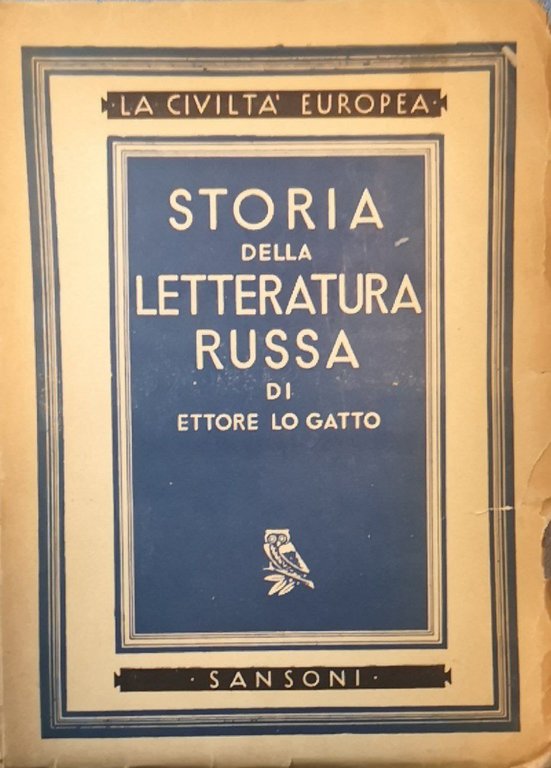 · LA CIVILTA' EUROPEA ·
STORIA
DELLA
LETTERATURA
RUSSA
DI
ETTORE LO GATTO
· SANSONI ·